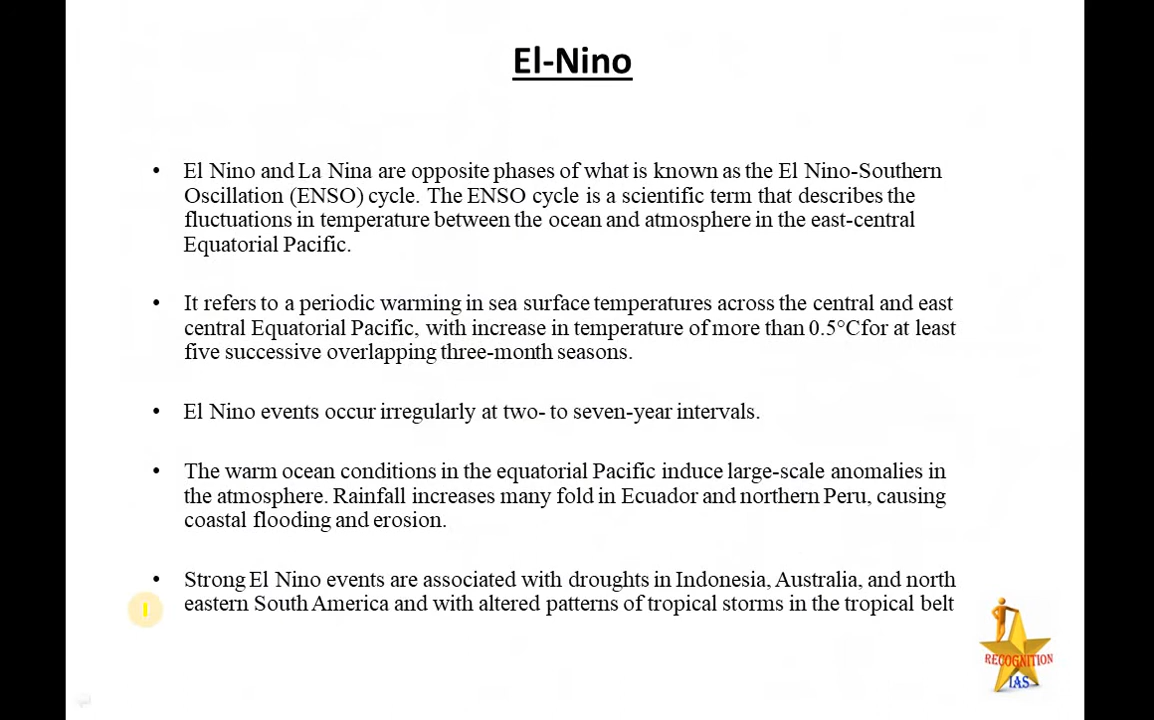 El-Nino
• El Nino and La Nina are opposite phases of what is known as the El Nino-Southern
Oscillation (ENSO) cycle. The ENSO cycle is a scientific term that describes the
fluctuations in temperature between the ocean and atmosphere in the east-central
Equatorial Pacific.
• It refers to a periodic warming in sea surface temperatures across the central and east
central Equatorial Pacific, with increase in temperature of more than 0.5°Cfor at least
five successive overlapping three-month seasons.
• El Nino events occur irregularly at two- to seven-year intervals.
• The warm ocean conditions in the equatorial Pacific induce large-scale anomalies in
the atmosphere. Rainfall increases many fold in Ecuador and northern Peru, causing
coastal flooding and erosion.
• Strong El Nino events are associated with droughts in Indonesia, Australia, and north
eastern South America and with altered patterns of tropical storms in the tropical belt
RECOGNITION
IAS